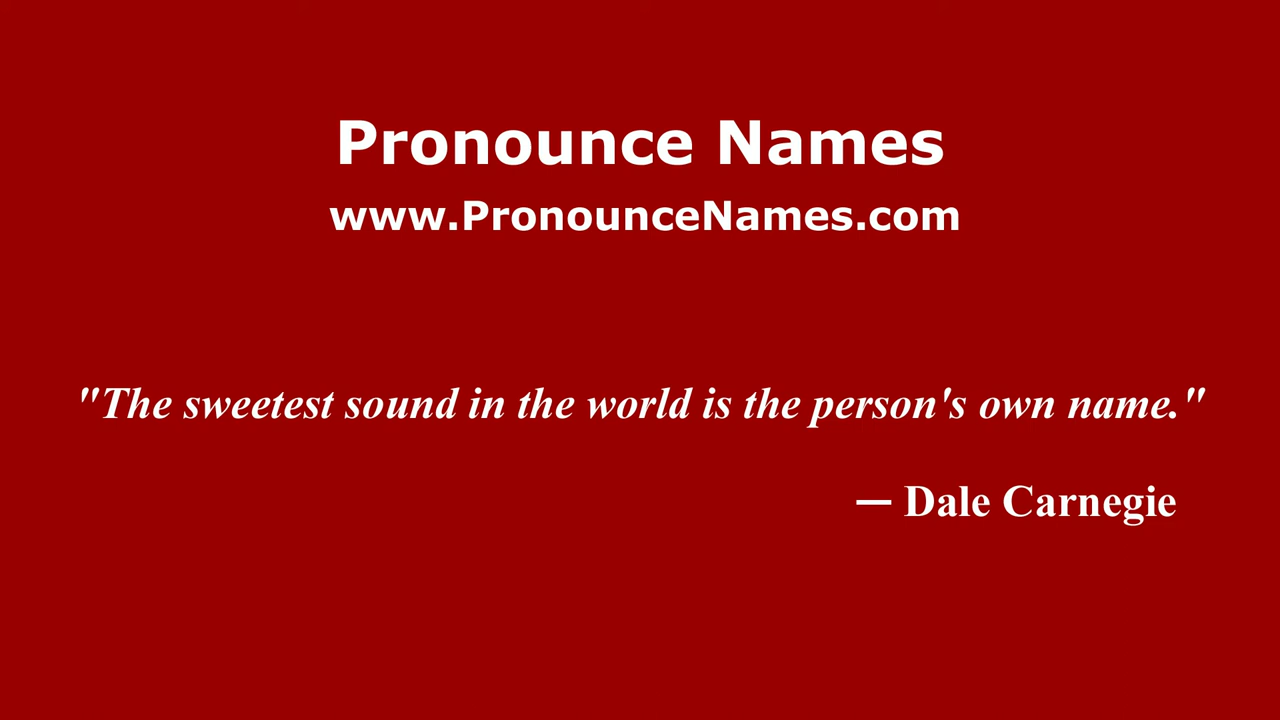 Pronounce Names
www.PronounceNames.com
"The sweetest sound in the world is the person's own name."
— Dale Carnegie